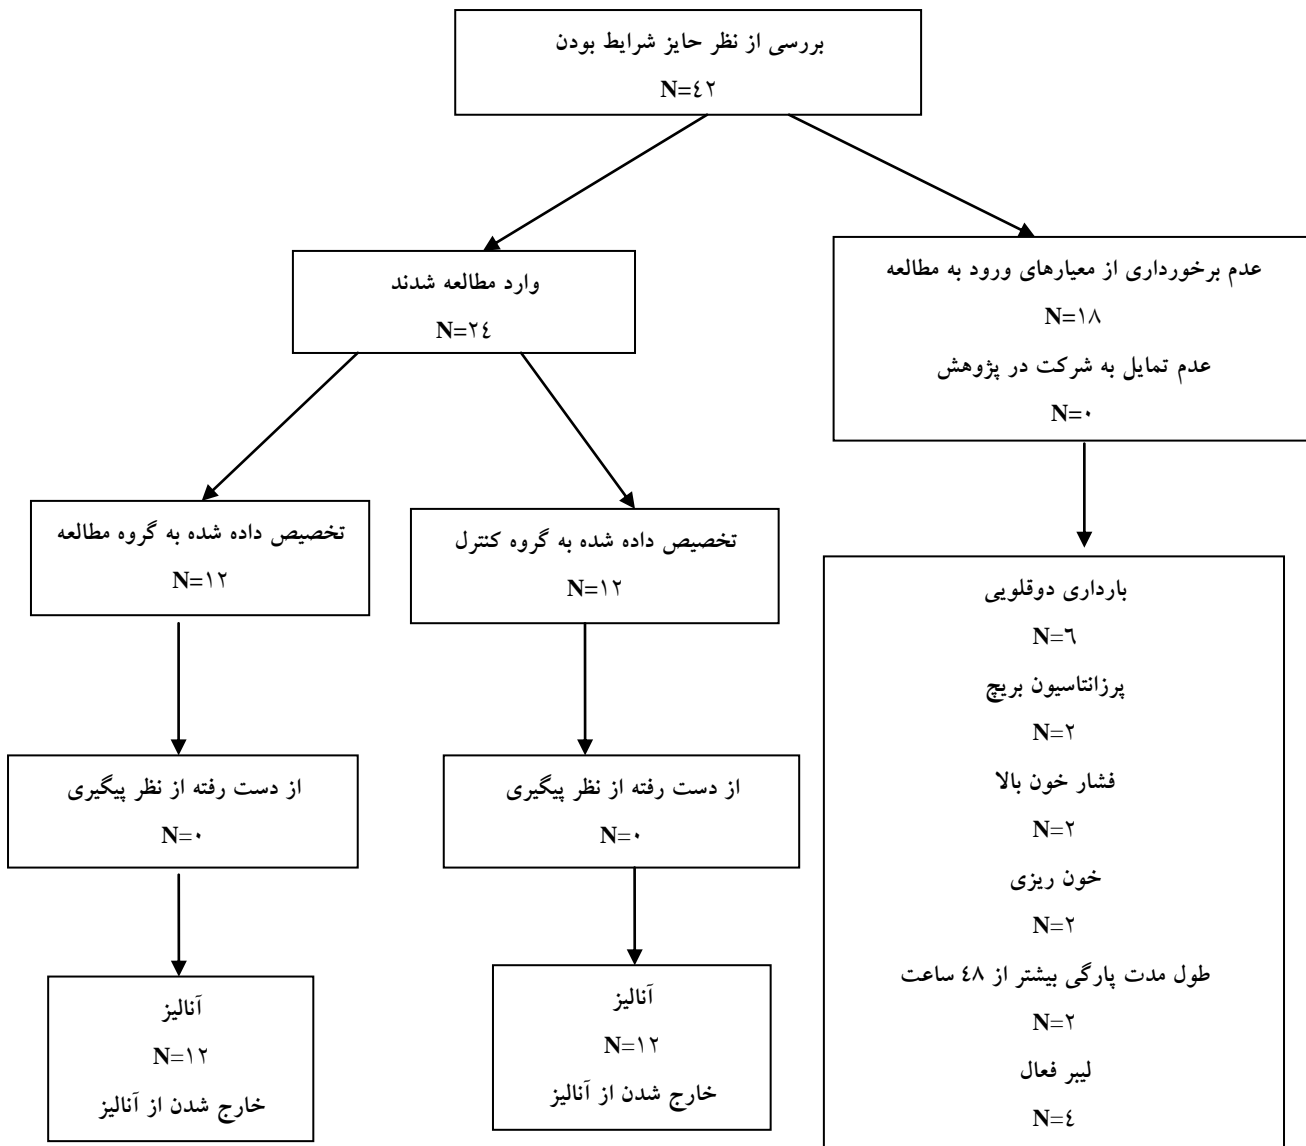 بررسی از نظر حایز شرایط بودن
N=٤٢
وارد مطالعه شدند
N=٢٤
عدم برخورداری از معیارهای ورود به مطالعه
N=١٨
عدم تمایل به شرکت در پژوهش
N=٠
تخصیص داده شده به گروه مطالعه
N=١٢
تخصیص داده شده به گروه کنترل
N=١٢
بارداری دوقلویی
N=٦
پرزانتاسیون بریچ
N=٢
فشار خون بالا
N=٢
خون ریزی
N=٢
طول مدت پارگی بیشتر از ٤٨ ساعت
N=٢
لیبر فعال
N=٤
از دست رفته از نظر پیگیری
N=٠
از دست رفته از نظر پیگیری
N=٠
آنالیز
N=١٢
خارج شدن از آنالیز
آنالیز
N=١٢
خارج شدن از آنالیز